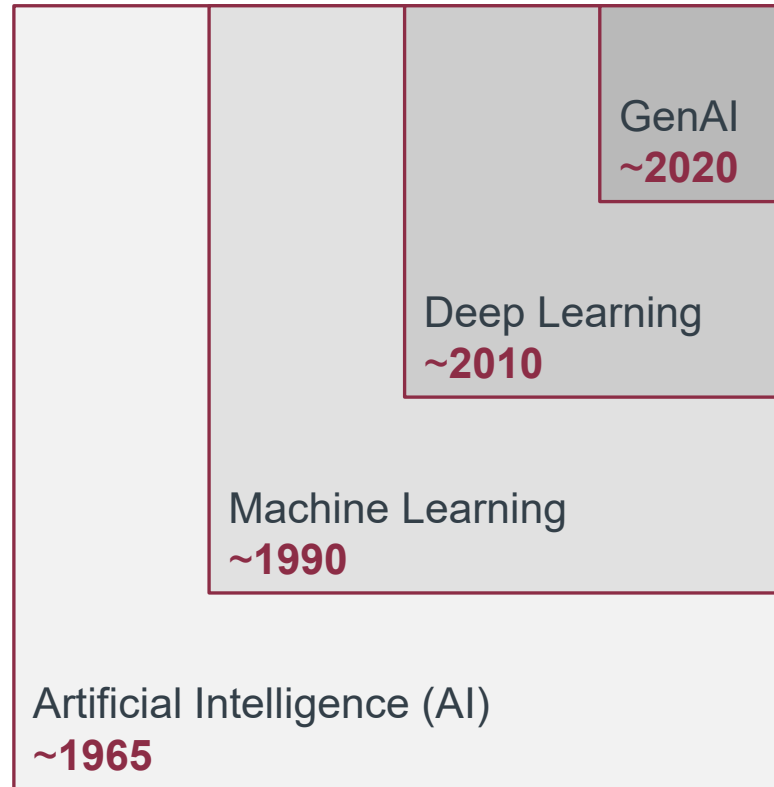 GenAI
~2020
Deep Learning
~2010
Machine Learning
~1990
Artificial Intelligence (AI)
~1965